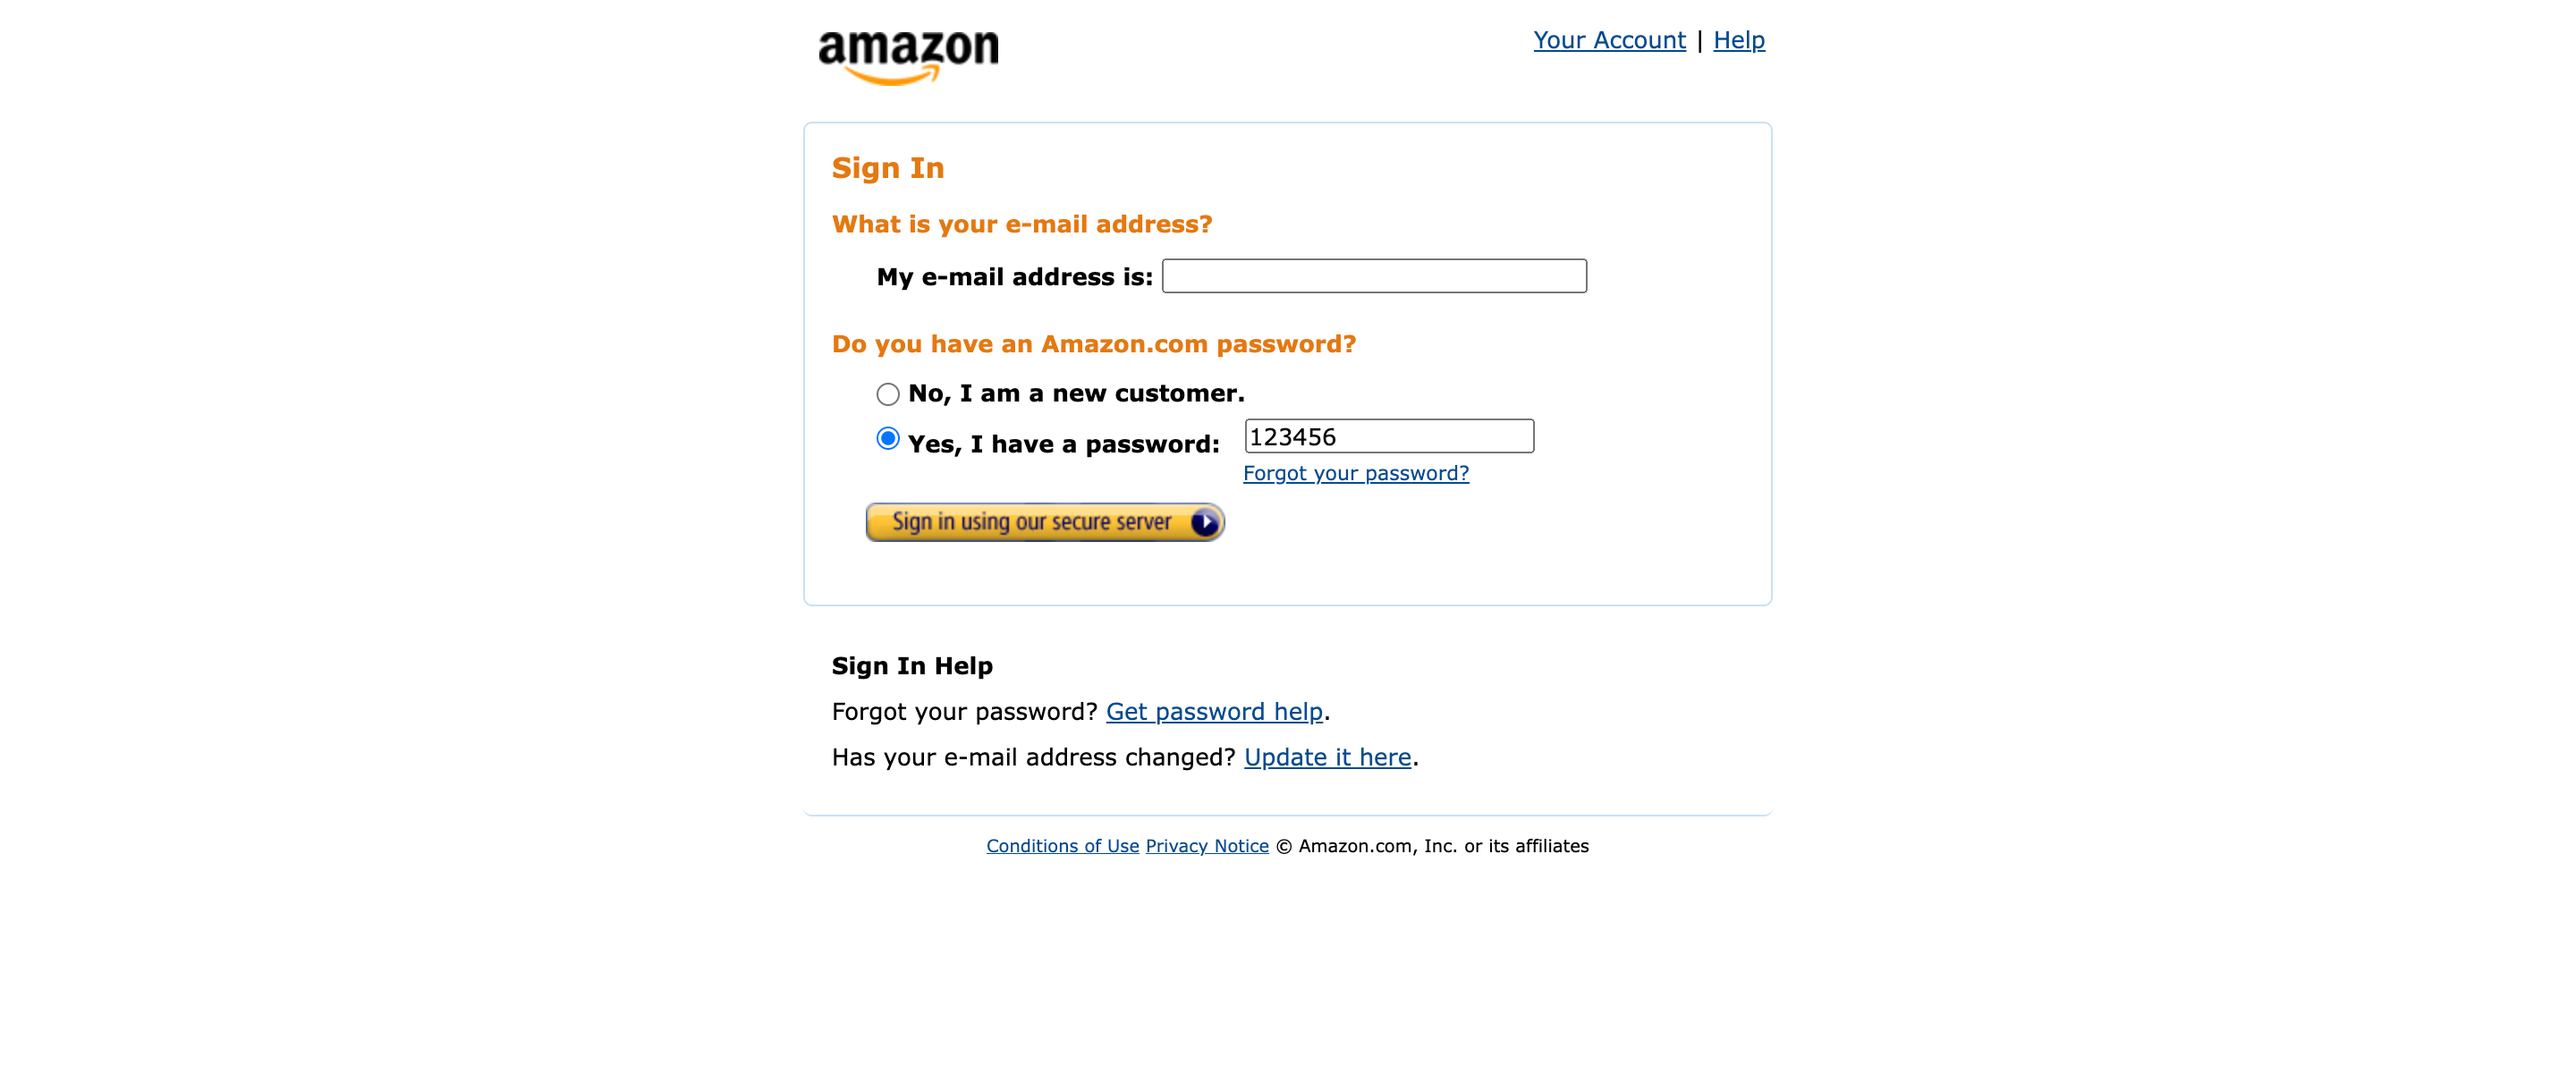 amazon
Your Account | Help
Sign In
What is your e-mail address?
My e-mail address is:
Do you have an Amazon.com password?
No, I am a new customer.
Yes, I have a password: 123456
Forgot your password?
Sign in using our secure server
Sign In Help
Forgot your password? Get password help.
Has your e-mail address changed? Update it here.
Conditions of Use Privacy Notice © Amazon.com, Inc. or its affiliates